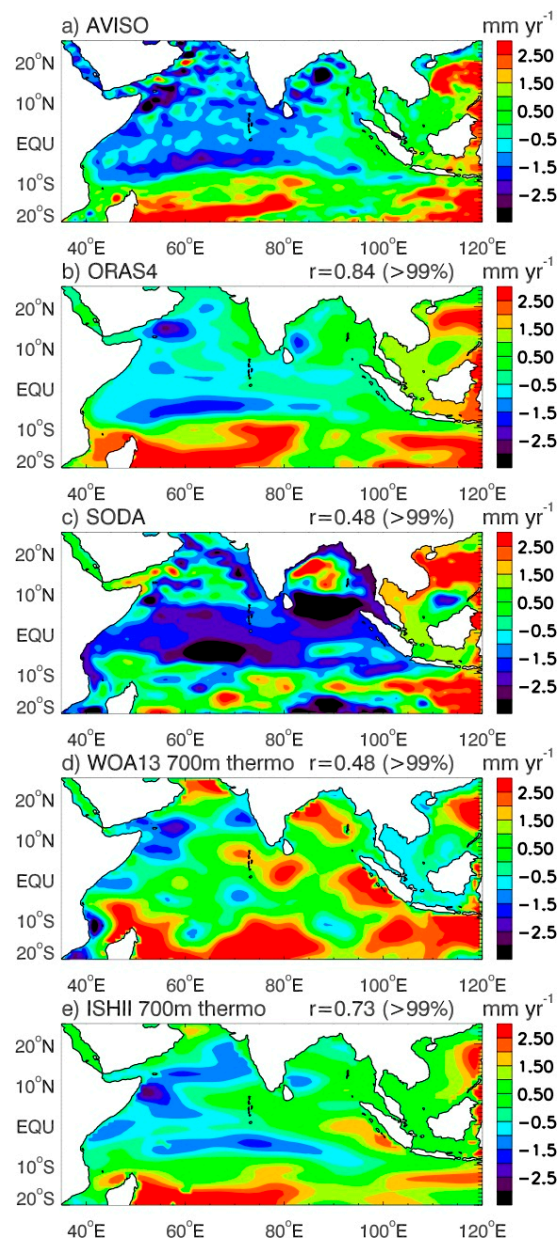 a) AVISO mm yr⁻¹
20°N
10°N
EQU
10°S
20°S
2.50
1.50
0.50
−0.5
−1.5
−2.5
40°E 60°E 80°E 100°E 120°E
b) ORAS4 r=0.84 (>99%) mm yr⁻¹
20°N
10°N
EQU
10°S
20°S
2.50
1.50
0.50
−0.5
−1.5
−2.5
40°E 60°E 80°E 100°E 120°E
c) SODA r=0.48 (>99%) mm yr⁻¹
20°N
10°N
EQU
10°S
20°S
2.50
1.50
0.50
−0.5
−1.5
−2.5
40°E 60°E 80°E 100°E 120°E
d) WOA13 700m thermo r=0.48 (>99%) mm yr⁻¹
20°N
10°N
EQU
10°S
20°S
2.50
1.50
0.50
−0.5
−1.5
−2.5
40°E 60°E 80°E 100°E 120°E
e) ISHII 700m thermo r=0.73 (>99%) mm yr⁻¹
20°N
10°N
EQU
10°S
20°S
2.50
1.50
0.50
−0.5
−1.5
−2.5
40°E 60°E 80°E 100°E 120°E